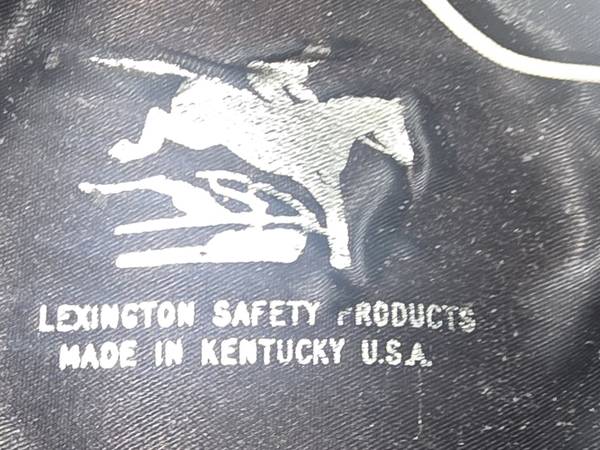 LEXINGTON SAFETY PRODUCTS
MADE IN KENTUCKY U.S.A.